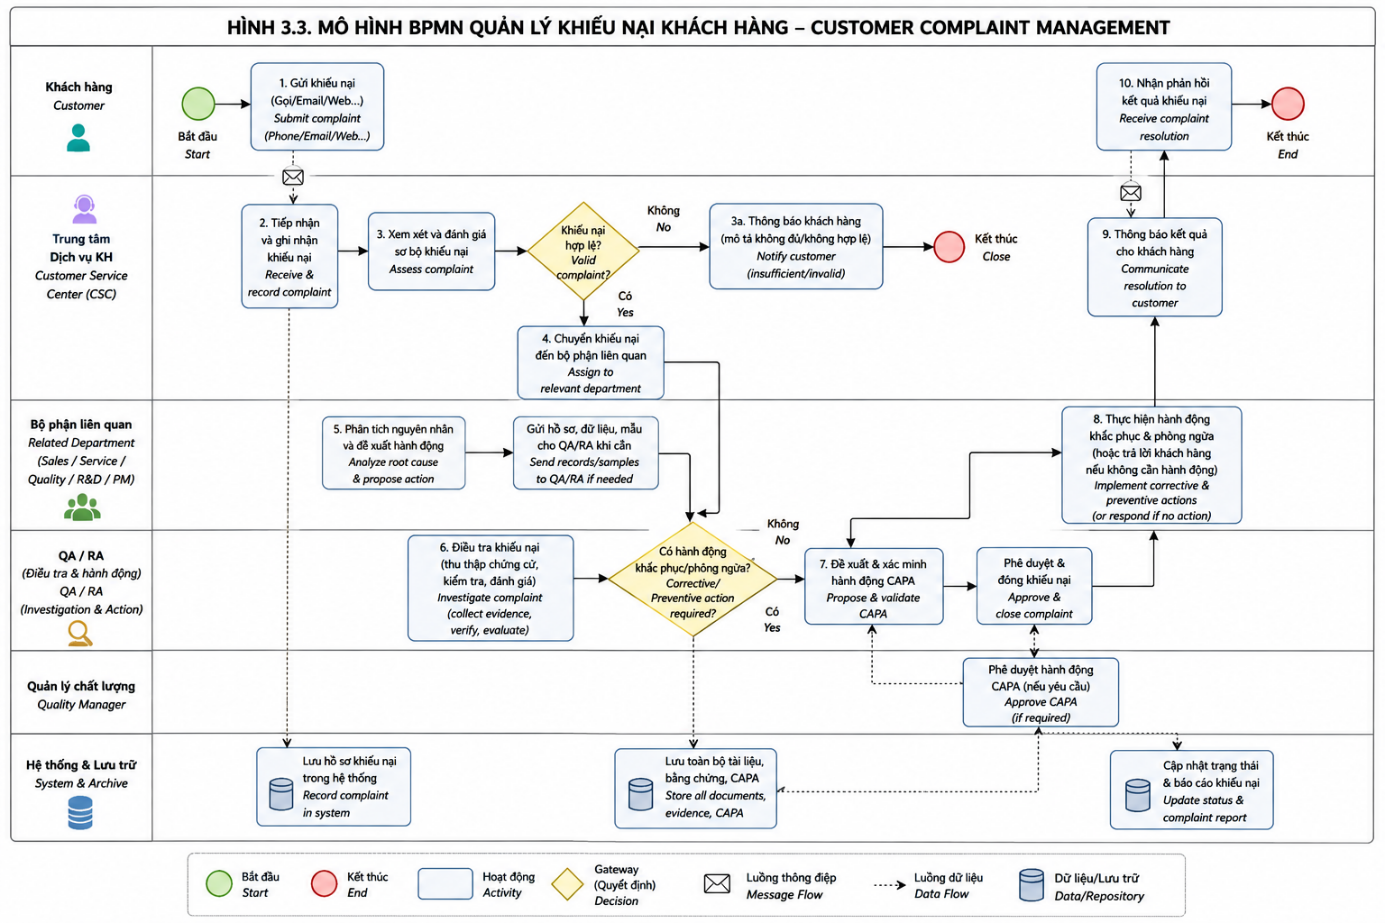 HÌNH 3.3. MÔ HÌNH BPMN QUẢN LÝ KHIẾU NẠI KHÁCH HÀNG – CUSTOMER COMPLAINT MANAGEMENT
Khách hàng
Customer
Bắt đầu
Start
1. Gửi khiếu nại
(Gọi/Email/Web...)
Submit complaint
(Phone/Email/Web...)
10. Nhận phản hồi
kết quả khiếu nại
Receive complaint
resolution
Kết thúc
End
Trung tâm
Dịch vụ KH
Customer Service
Center (CSC)
2. Tiếp nhận
và ghi nhận
khiếu nại
Receive &
record complaint
3. Xem xét và đánh giá
sơ bộ khiếu nại
Assess complaint
Khiếu nại
hợp lệ?
Valid
complaint?
Không
No
Có
Yes
3a. Thông báo khách hàng
(mô tả không đủ/không hợp lệ)
Notify customer
(insufficient/invalid)
Kết thúc
Close
9. Thông báo kết quả
cho khách hàng
Communicate
resolution to
customer
4. Chuyển khiếu nại
đến bộ phận liên quan
Assign to
relevant department
Bộ phận liên quan
Related Department
(Sales / Service /
Quality / R&D / PM)
5. Phân tích nguyên nhân
và đề xuất hành động
Analyze root cause
& propose action
Gửi hồ sơ, dữ liệu, mẫu
cho QA/RA khi cần
Send records/samples
to QA/RA if needed
8. Thực hiện hành động
khắc phục & phòng ngừa
(hoặc trả lời khách hàng
nếu không cần hành động)
Implement corrective &
preventive actions
(or respond if no action)
QA / RA
(Điều tra & hành động)
QA / RA
(Investigation & Action)
6. Điều tra khiếu nại
(thu thập chứng cứ,
kiểm tra, đánh giá)
Investigate complaint
(collect evidence,
verify, evaluate)
Có hành động
khắc phục/phòng ngừa?
Corrective/
Preventive action
required?
Không
No
Có
Yes
7. Đề xuất & xác minh
hành động CAPA
Propose & validate
CAPA
Phê duyệt &
đóng khiếu nại
Approve &
close complaint
Quản lý chất lượng
Quality Manager
Phê duyệt hành động
CAPA (nếu yêu cầu)
Approve CAPA
(if required)
Hệ thống & Lưu trữ
System & Archive
Lưu hồ sơ khiếu nại
trong hệ thống
Record complaint
in system
Lưu toàn bộ tài liệu,
bằng chứng, CAPA
Store all documents,
evidence, CAPA
Cập nhật trạng thái
& báo cáo khiếu nại
Update status &
complaint report
Bắt đầu
Start
Kết thúc
End
Hoạt động
Activity
Gateway
(Quyết định)
Decision
Luồng thông điệp
Message Flow
Luồng dữ liệu
Data Flow
Dữ liệu/Lưu trữ
Data/Repository